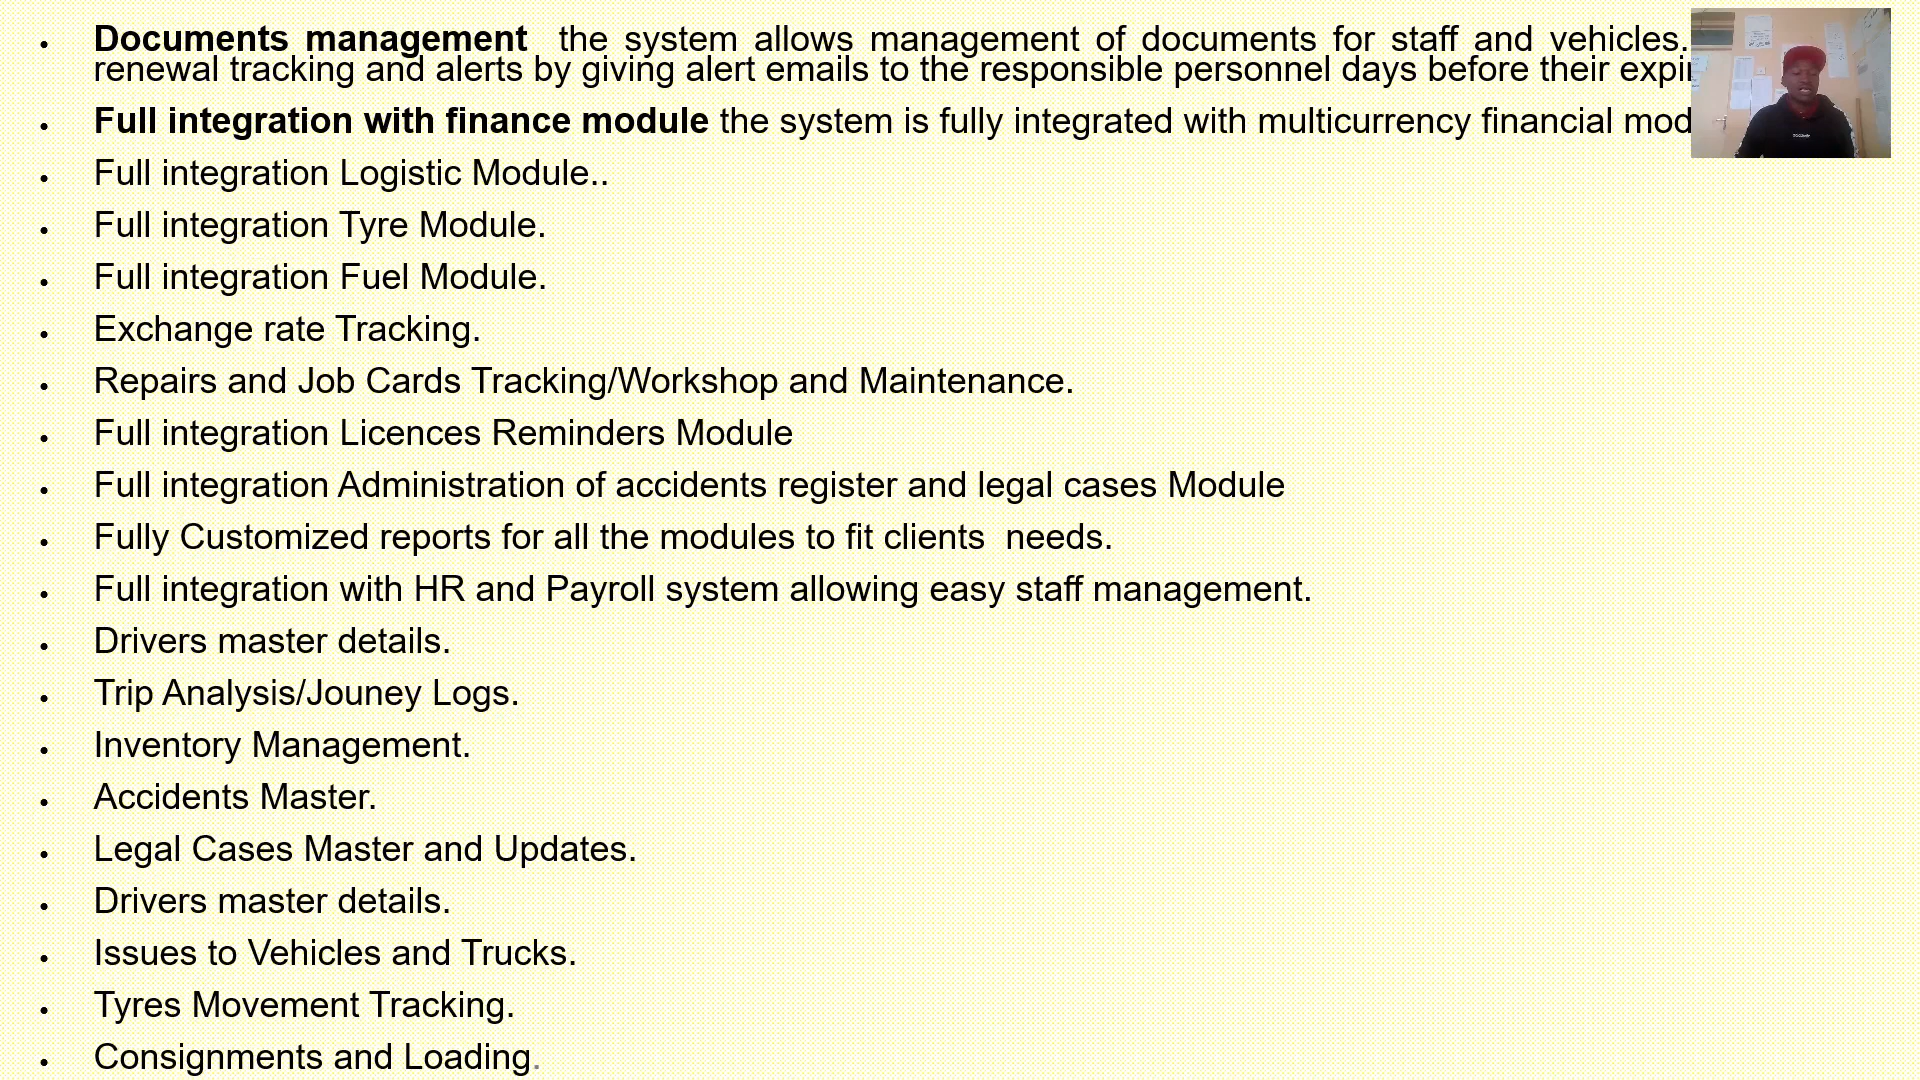 Documents management the system allows management of documents for staff and vehicles.
renewal tracking and alerts by giving alert emails to the responsible personnel days before their
Full integration with finance module the system is fully integrated with multicurrency financial
Full integration Logistic Module..
Full integration Tyre Module.
Full integration Fuel Module.
Exchange rate Tracking.
Repairs and Job Cards Tracking/Workshop and Maintenance.
Full integration Licences Reminders Module
Full integration Administration of accidents register and legal cases Module
Fully Customized reports for all the modules to fit clients  needs.
Full integration with HR and Payroll system allowing easy staff management.
Drivers master details.
Trip Analysis/Jouney Logs.
Inventory Management.
Accidents Master.
Legal Cases Master and Updates.
Drivers master details.
Issues to Vehicles and Trucks.
Tyres Movement Tracking.
Consignments and Loading.